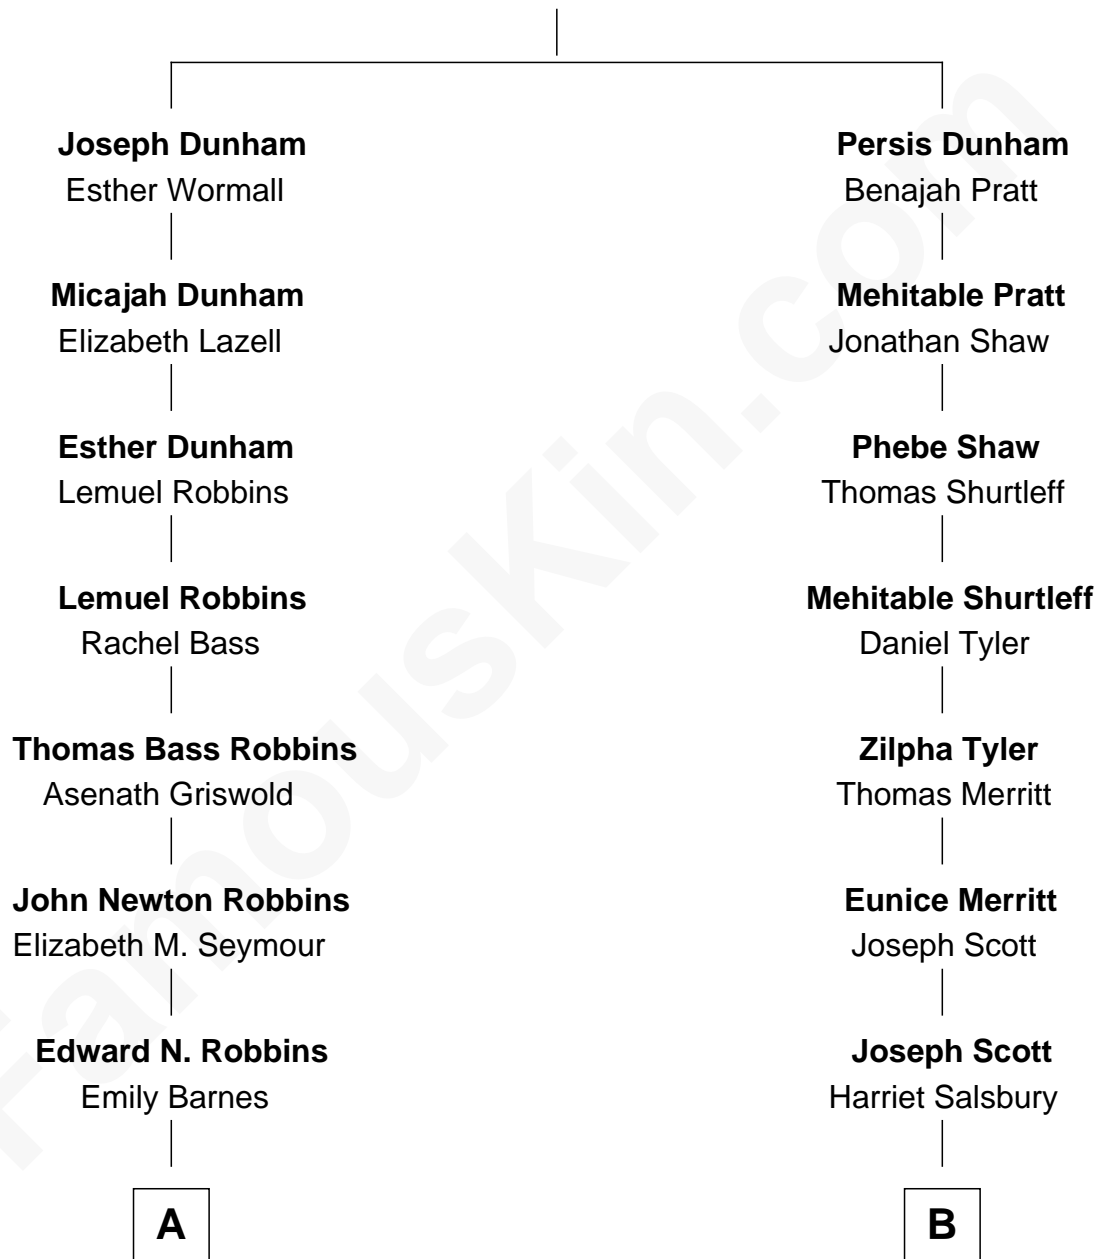 Joseph Dunham
Esther Wormall
Persis Dunham
Benajah Pratt
Micajah Dunham
Elizabeth Lazell
Mehitable Pratt
Jonathan Shaw
Esther Dunham
Lemuel Robbins
Phebe Shaw
Thomas Shurtleff
Lemuel Robbins
Rachel Bass
Mehitable Shurtleff
Daniel Tyler
Thomas Bass Robbins
Asenath Griswold
Zilpha Tyler
Thomas Merritt
John Newton Robbins
Elizabeth M. Seymour
Eunice Merritt
Joseph Scott
Edward N. Robbins
Emily Barnes
Joseph Scott
Harriet Salsbury
A
B
FamousKin.com